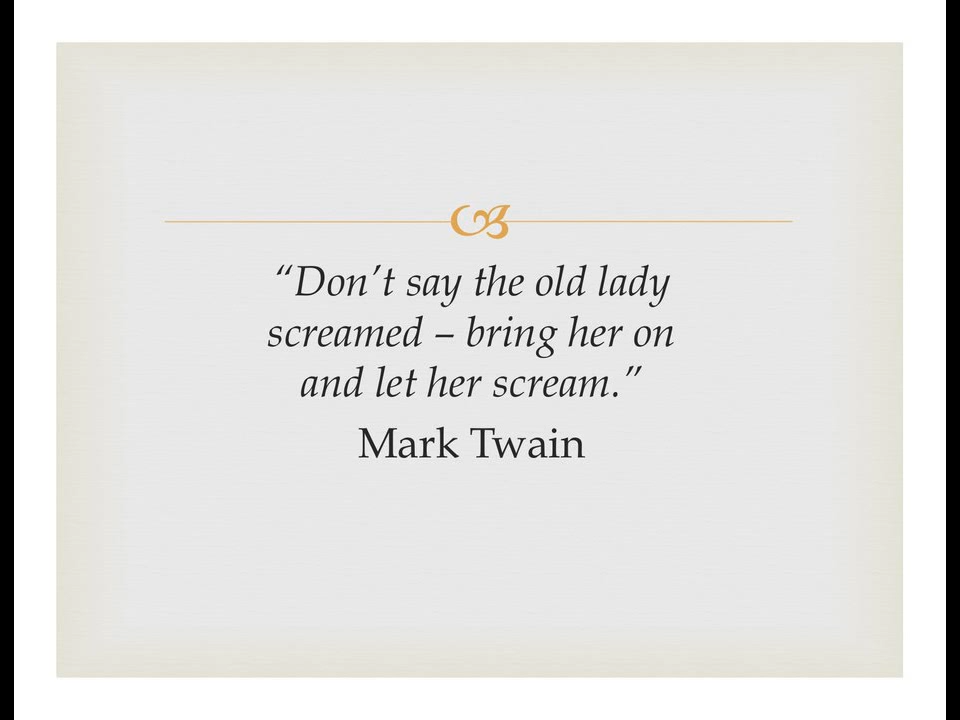 “Don’t say the old lady
screamed – bring her on
and let her scream.”
Mark Twain